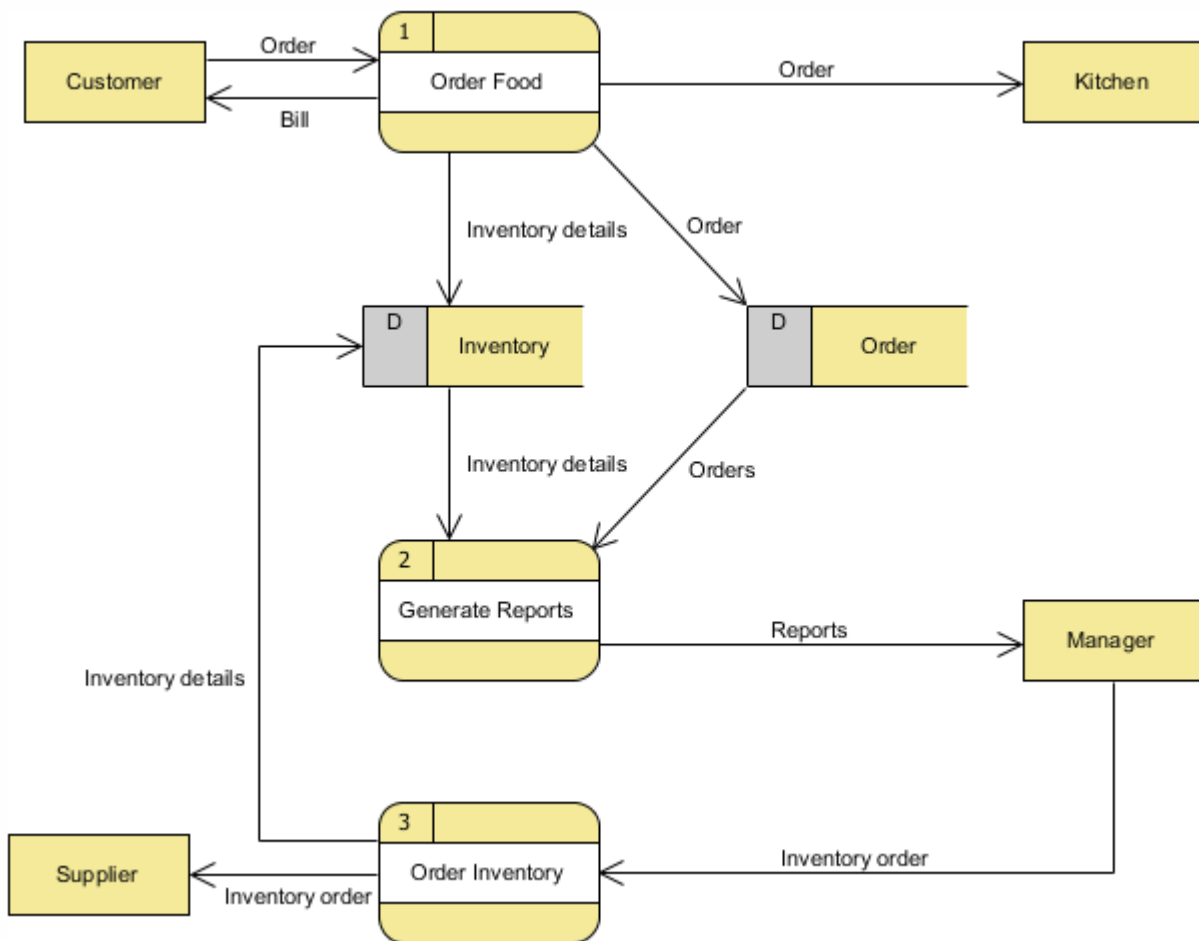 1
Order
Customer
Order Food
Order
Kitchen
Bill
Inventory details
Order
D
Inventory
D
Order
Inventory details
Orders
2
Generate Reports
Reports
Manager
Inventory details
3
Order Inventory
Inventory order
Supplier
Inventory order